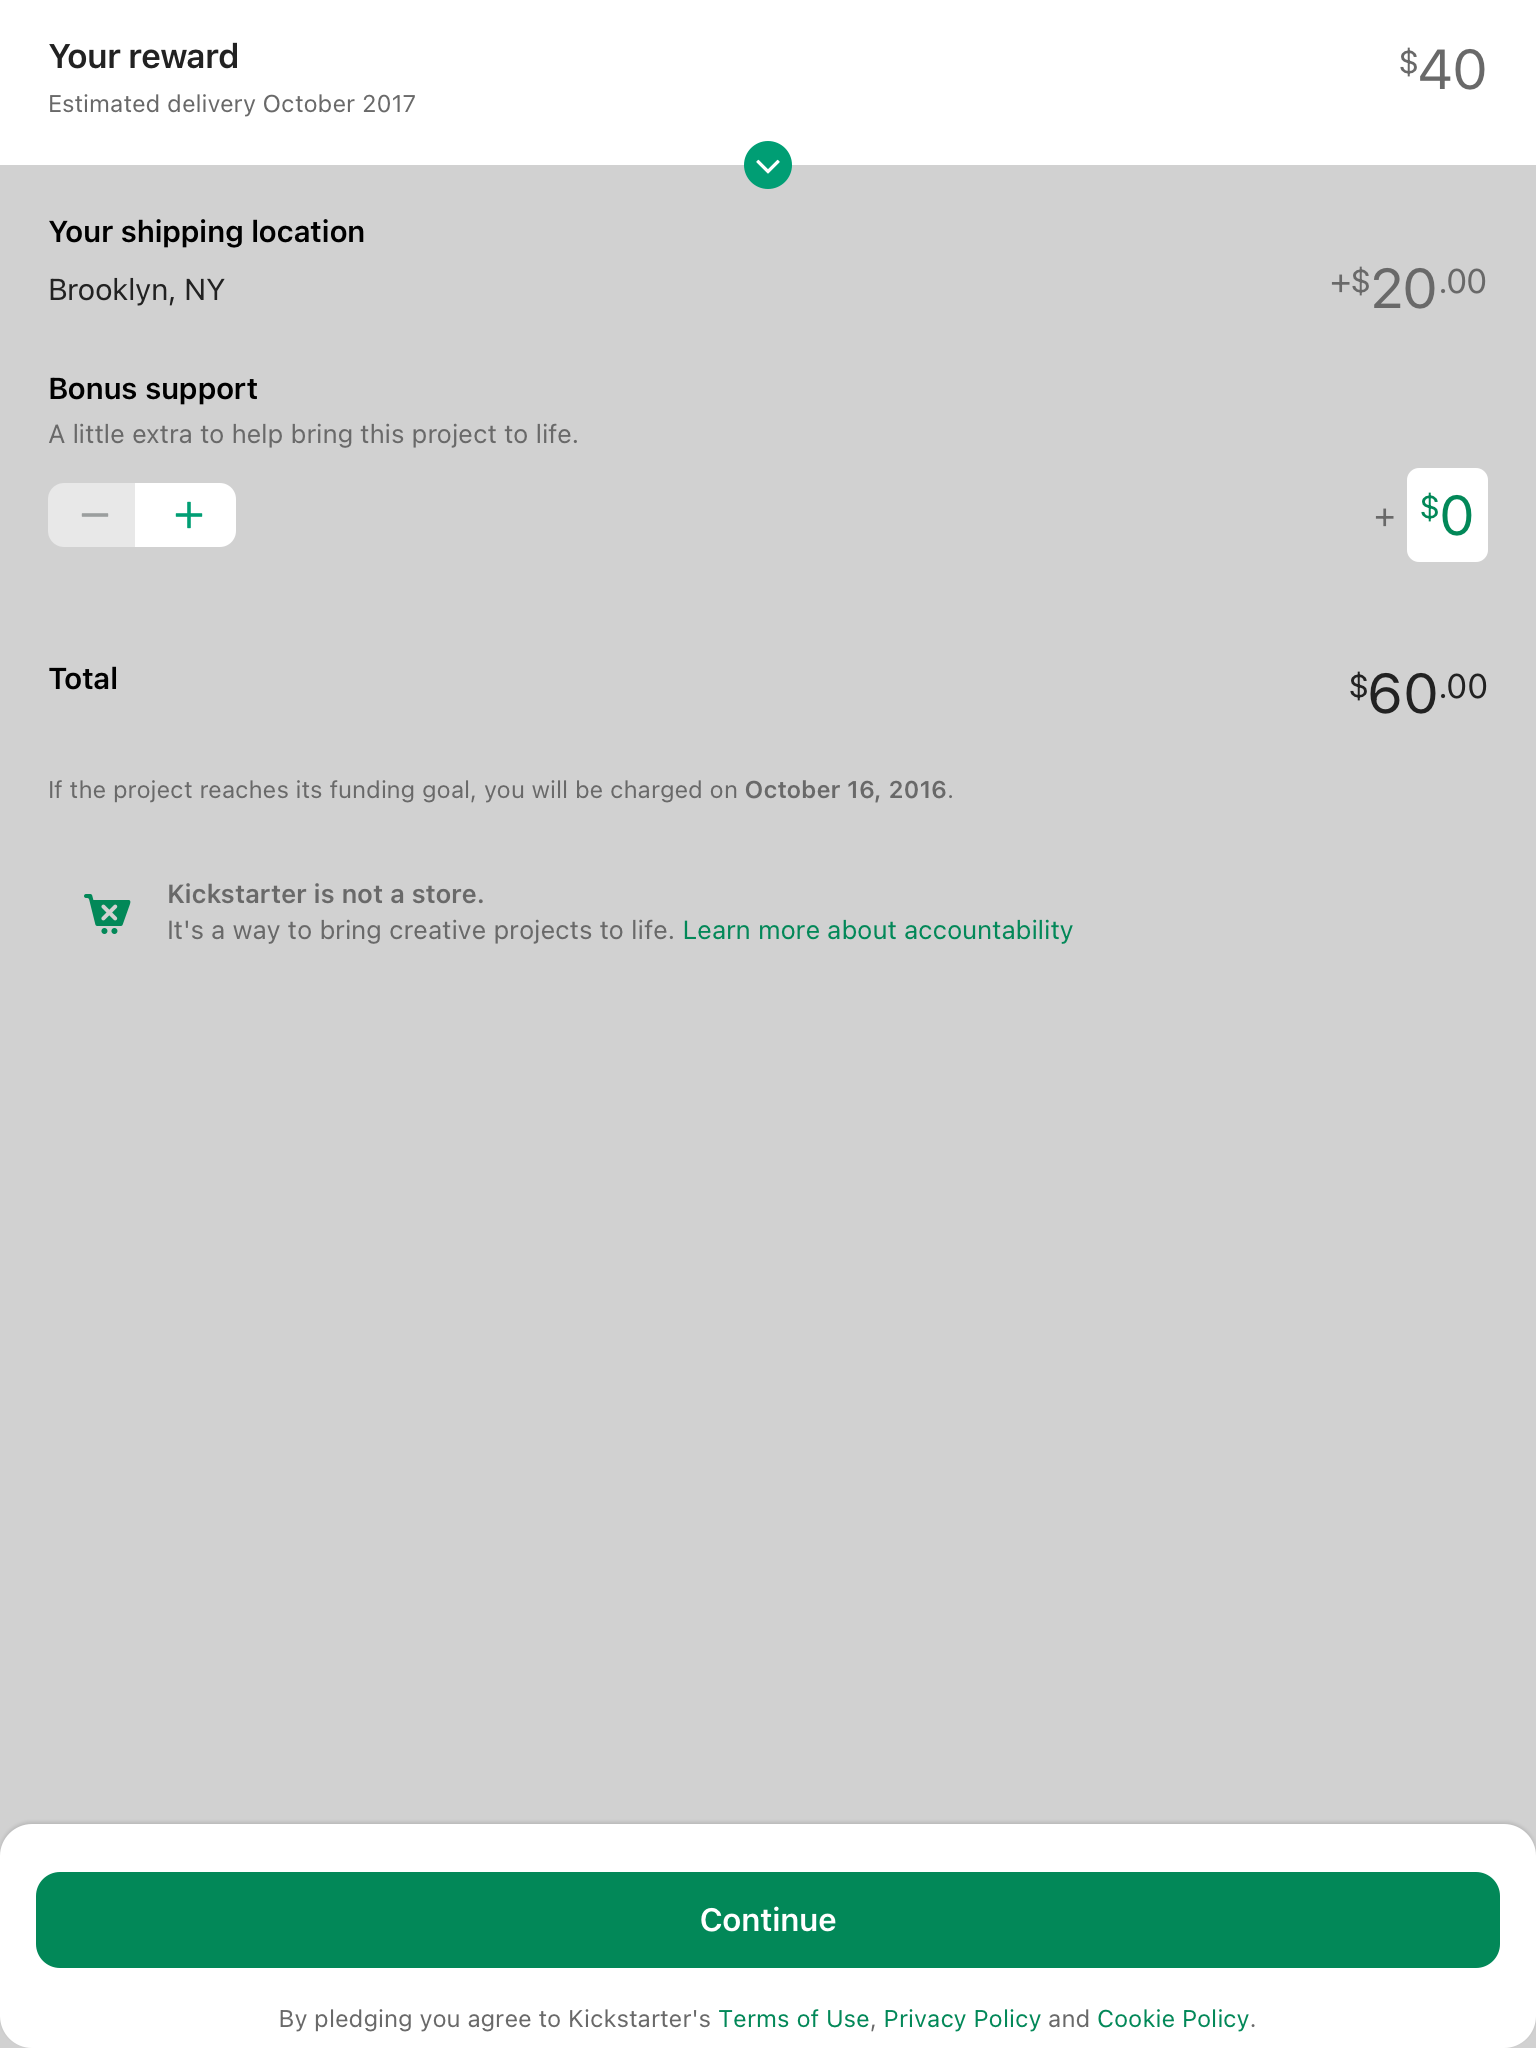 Your reward
$40
Estimated delivery October 2017
Your shipping location
Brooklyn, NY
+$20.00
Bonus support
A little extra to help bring this project to life.
− +
+ $0
Total
$60.00
If the project reaches its funding goal, you will be charged on October 16, 2016.
Kickstarter is not a store.
It's a way to bring creative projects to life. Learn more about accountability
Continue
By pledging you agree to Kickstarter's Terms of Use, Privacy Policy and Cookie Policy.